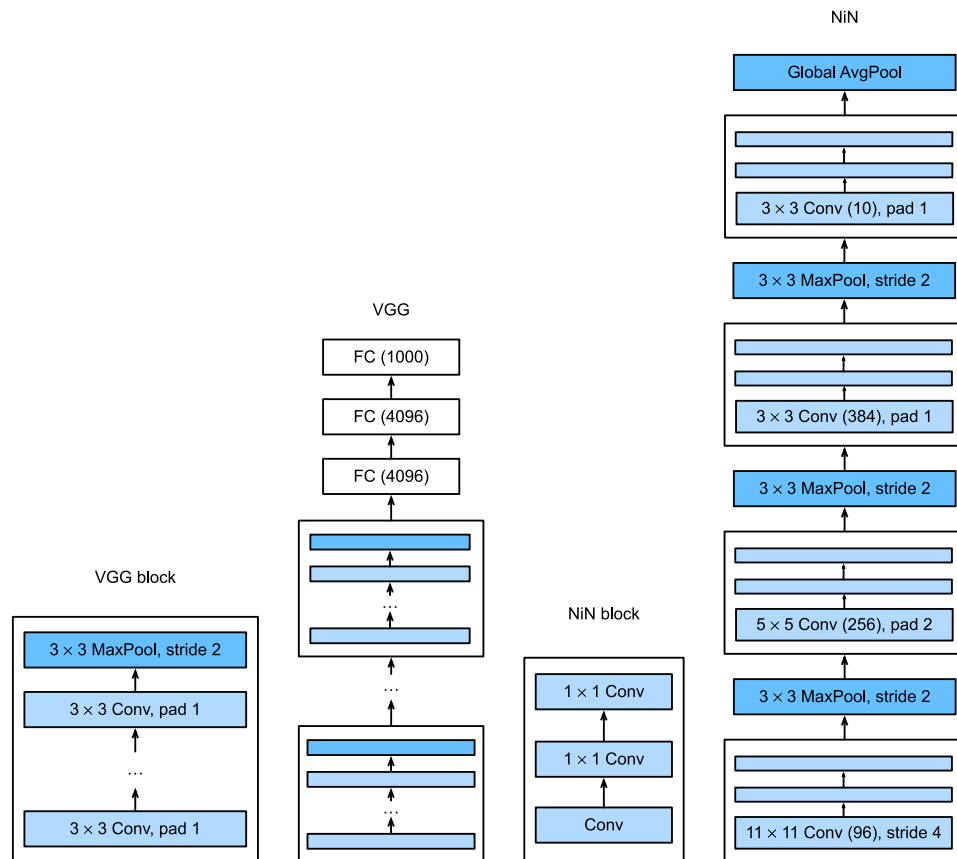 VGG block
3 × 3 MaxPool, stride 2
3 × 3 Conv, pad 1
...
3 × 3 Conv, pad 1
VGG
FC (1000)
FC (4096)
FC (4096)
...
...
...
NiN block
1 × 1 Conv
1 × 1 Conv
Conv
NiN
Global AvgPool
3 × 3 Conv (10), pad 1
3 × 3 MaxPool, stride 2
3 × 3 Conv (384), pad 1
3 × 3 MaxPool, stride 2
5 × 5 Conv (256), pad 2
3 × 3 MaxPool, stride 2
11 × 11 Conv (96), stride 4